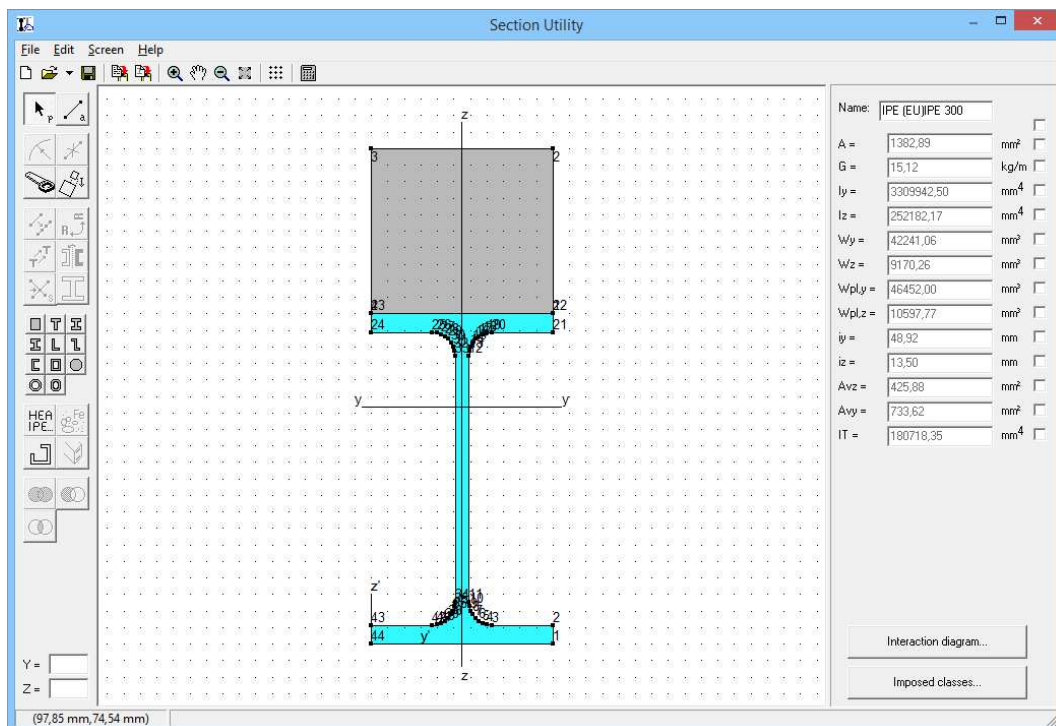 Section Utility
File Edit Screen Help
Name: IPE (EU)IPE 300
A = 1382,89 mm²
G = 15,12 kg/m
Iy = 3309942,50 mm4
Iz = 252182,17 mm4
Wy = 42241,06 mm³
Wz = 9170,26 mm³
Wpl,y = 46452,00 mm³
Wpl,z = 10597,77 mm³
iy = 48,92 mm
iz = 13,50 mm
Avz = 425,88 mm²
Avy = 733,62 mm²
IT = 180718,35 mm4
z
3 2
22
24 21
y y
z'
43 2
44 y' 1
z
HEA
IPE...
Fe
Interaction diagram...
Imposed classes...
Y =
Z =
(97,85 mm,74,54 mm)